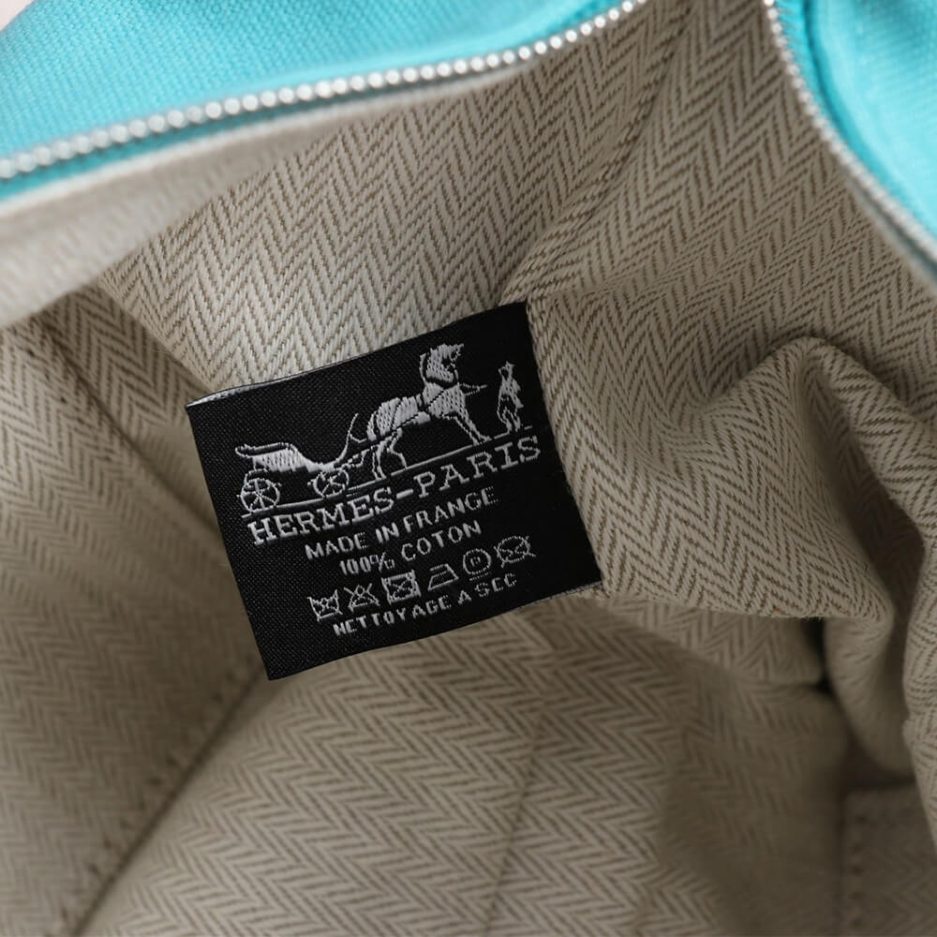 HERMES-PARIS
MADE IN FRANCE
100% COTON
NETTOYAGE A SEC